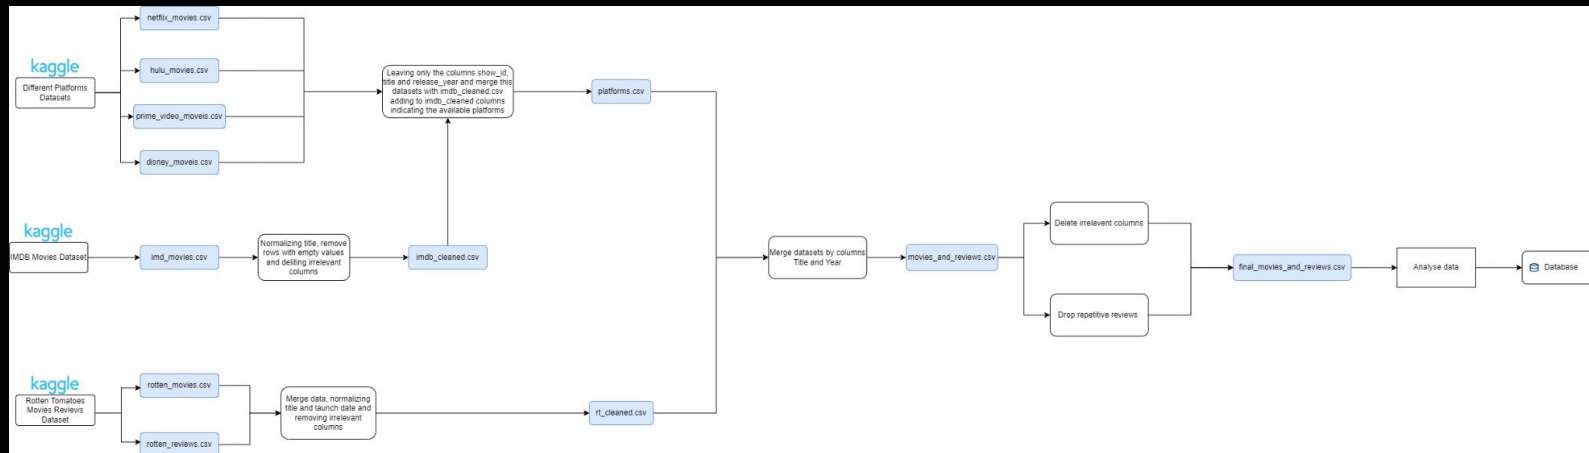 kaggle
Different Platforms
Datasets
netflix_movies.csv
hulu_movies.csv
prime_video_moveis.csv
disney_moveis.csv
Leaving only the columns show_id,
title and release_year and merge this
datasets with imdb_cleaned.csv
adding to imdb_cleaned columns
indicating the available platforms
platforms.csv
kaggle
IMDB Movies Dataset
imd_movies.csv
Normalizing title, remove
rows with empty values
and deliting irrelevant
columns
imdb_cleaned.csv
kaggle
Rotten Tomatoes
Movies Reviews
Dataset
rotten_movies.csv
rotten_reviews.csv
Merge data, normalizing
title and launch date and
removing irrelevant
columns
rt_cleaned.csv
Merge datasets by columns
Title and Year
movies_and_reviews.csv
Delete irrelavent columns
Drop repetitive reviews
final_movies_and_reviews.csv
Analyse data
Database